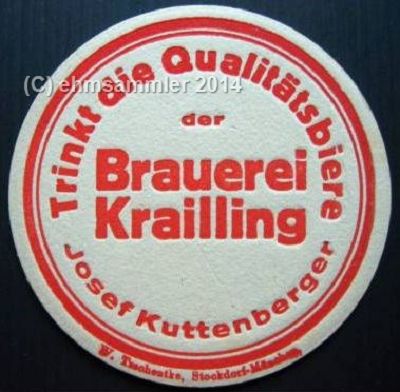 (C) ehmsammler 2014
Trinkt die Qualitätsbiere
der
Brauerei
Krailling
Josef Kuttenberger
Stockdorf-München